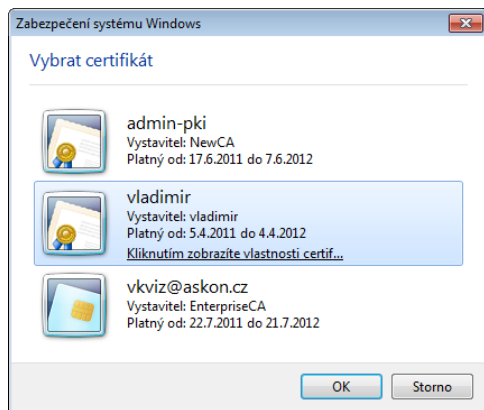 Zabezpečení systému Windows
Vybrat certifikát
admin-pki
Vystavitel: NewCA
Platný od: 17.6.2011 do 7.6.2012
vladimir
Vystavitel: vladimir
Platný od: 5.4.2011 do 4.4.2012
Kliknutím zobrazíte vlastnosti certif...
vkviz@askon.cz
Vystavitel: EnterpriseCA
Platný od: 22.7.2011 do 21.7.2012
OK
Storno